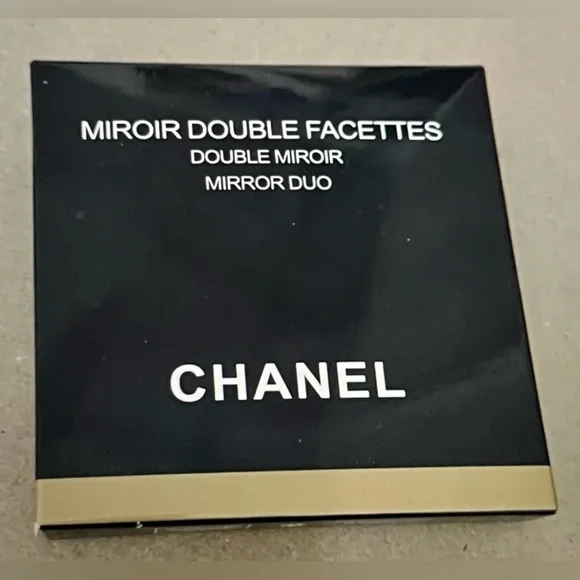 MIROIR DOUBLE FACETTES
DOUBLE MIROIR
MIRROR DUO
CHANEL